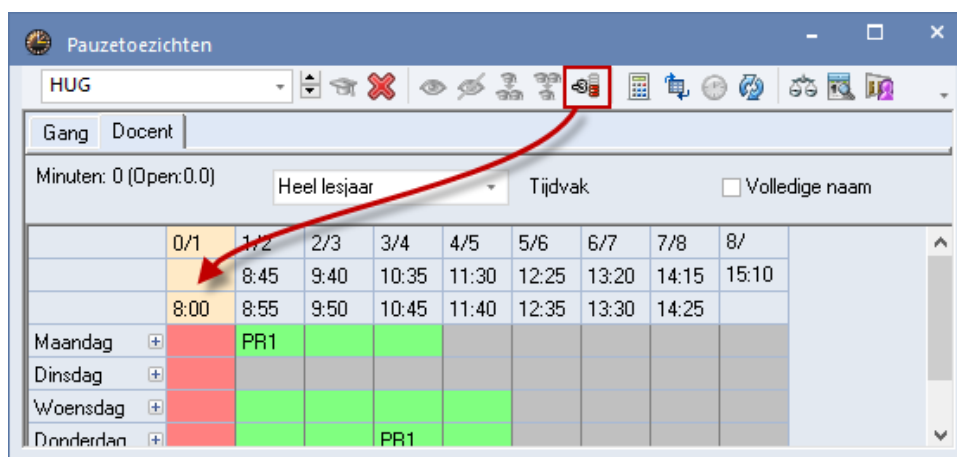 Pauzetoezichten
HUG
Gang Docent
Minuten: 0 (Open:0.0) Heel lesjaar Tijdvak Volledige naam
0/1 1/2 2/3 3/4 4/5 5/6 6/7 7/8 8/
8:45 9:40 10:35 11:30 12:25 13:20 14:15 15:10
8:00 8:55 9:50 10:45 11:40 12:35 13:30 14:25
Maandag PR1
Dinsdag
Woensdag
Donderdag PR1